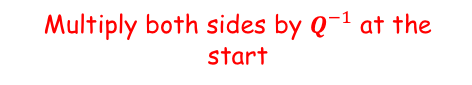 Multiply both sides by Q⁻¹ at the
start